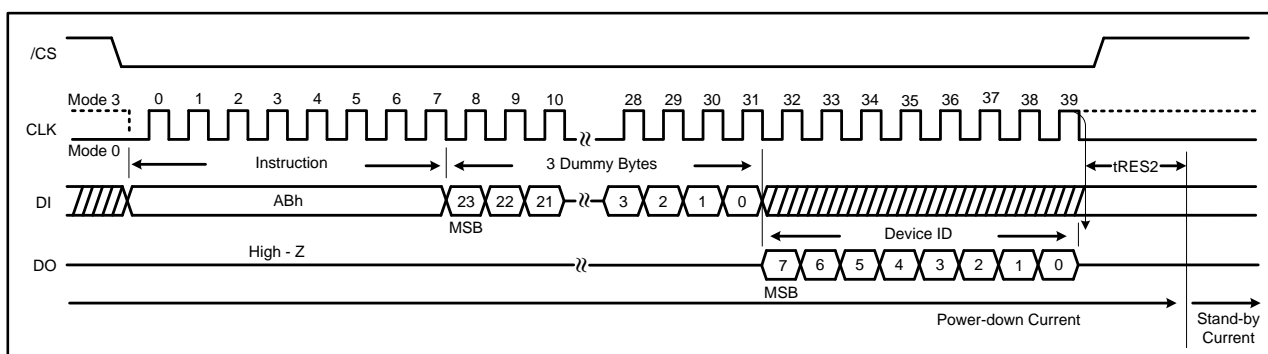 /CS
Mode 3 0 1 2 3 4 5 6 7 8 9 10 28 29 30 31 32 33 34 35 36 37 38 39
CLK
Mode 0
Instruction 3 Dummy Bytes tRES2
DI ABh 23 22 21 3 2 1 0
MSB Device ID
High - Z
DO 7 6 5 4 3 2 1 0
MSB
Power-down Current Stand-by
Current